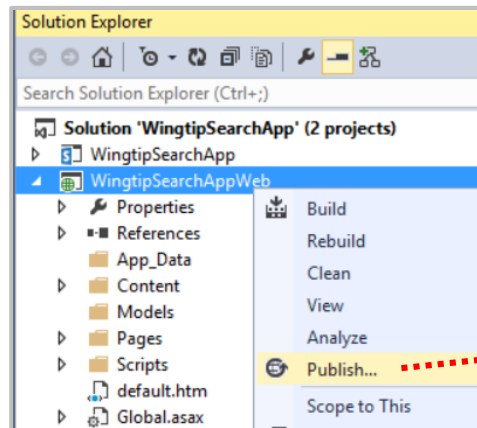 Solution Explorer
Search Solution Explorer (Ctrl+;)
Solution 'WingtipSearchApp' (2 projects)
WingtipSearchApp
WingtipSearchAppWeb
Properties
References
App_Data
Content
Models
Pages
Scripts
default.htm
Global.asax
Build
Rebuild
Clean
View
Analyze
Publish...
Scope to This